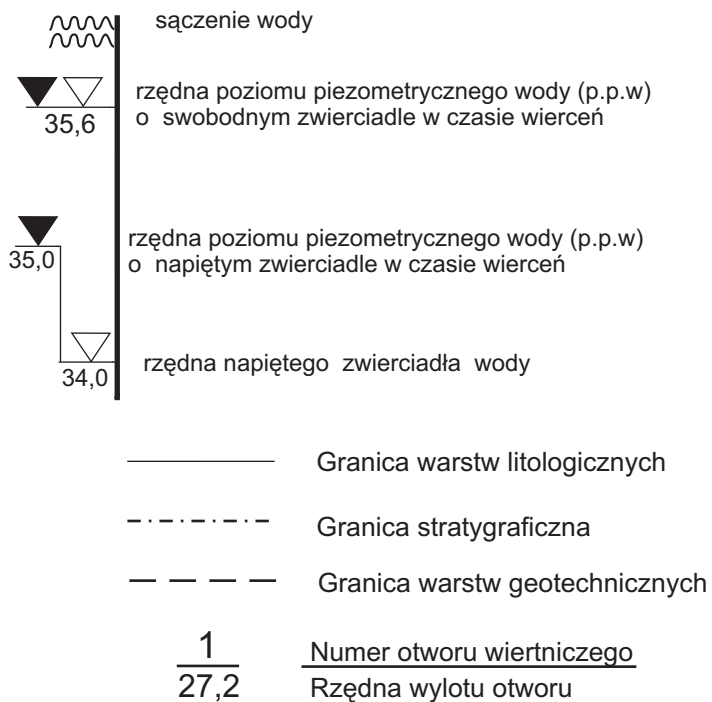 sączenie wody
rzędna poziomu piezometrycznego wody (p.p.w)
35,6
o swobodnym zwierciadle w czasie wierceń
rzędna poziomu piezometrycznego wody (p.p.w)
35,0
o napiętym zwierciadle w czasie wierceń
34,0
rzędna napiętego zwierciadła wody
Granica warstw litologicznych
Granica stratygraficzna
Granica warstw geotechnicznych
1 Numer otworu wiertniczego
27,2 Rzędna wylotu otworu